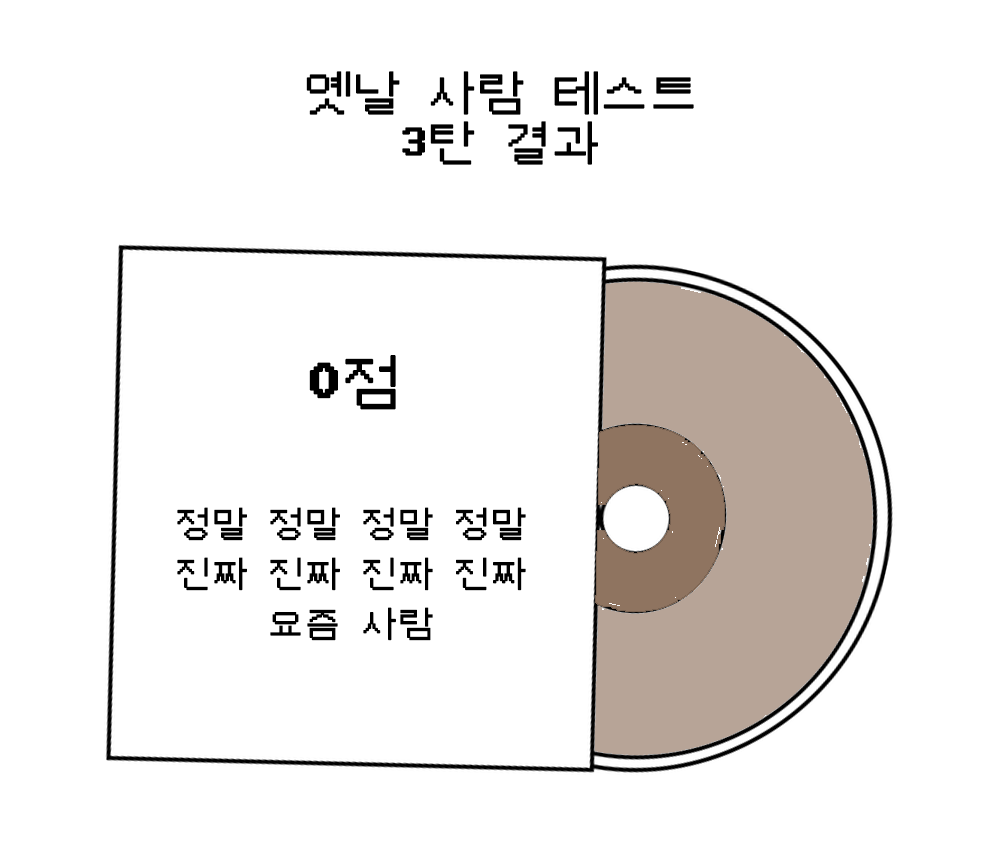 옛날 사람 테스트
3탄 결과
0점
정말 정말 정말 정말
진짜 진짜 진짜 진짜
요즘 사람